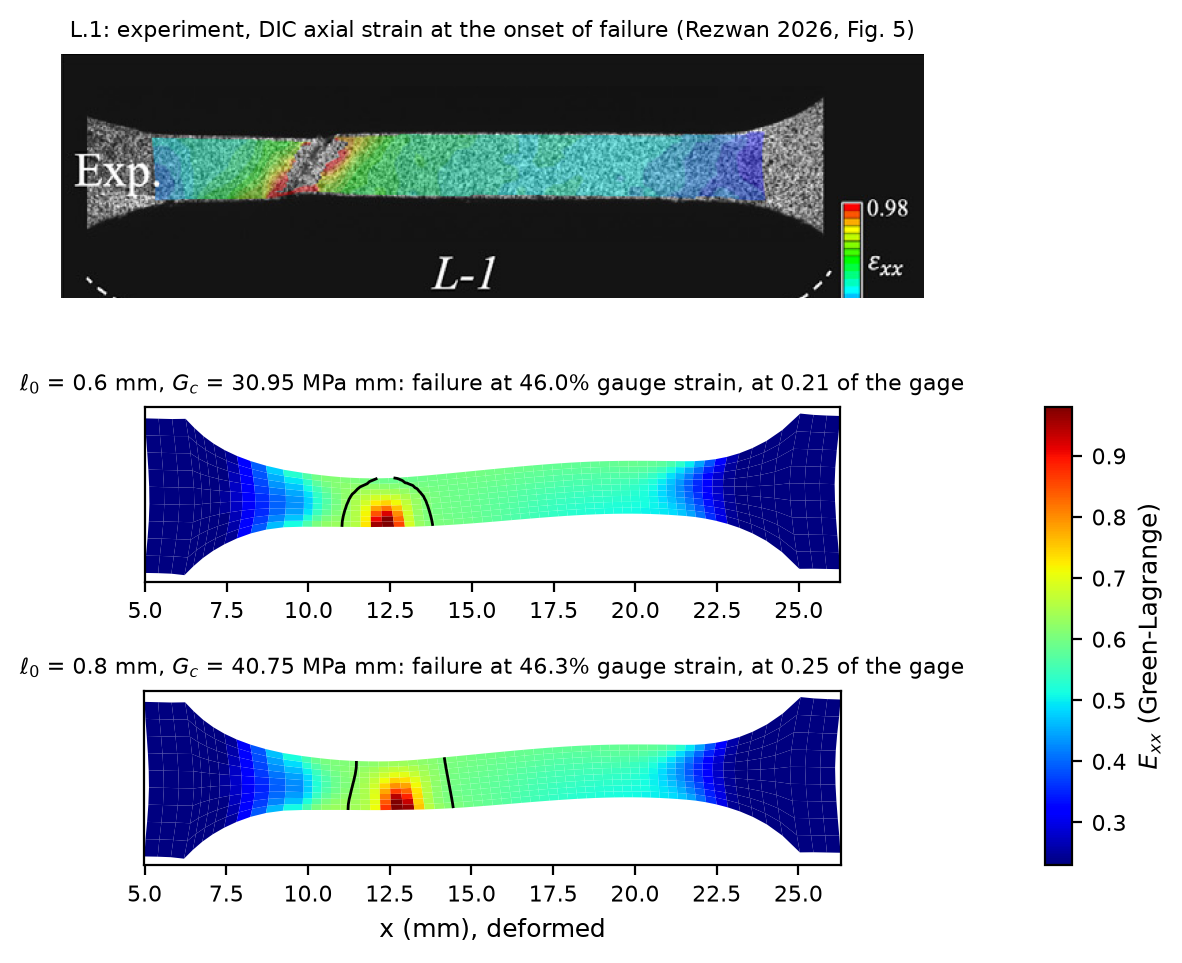 L.1: experiment, DIC axial strain at the onset of failure (Rezwan 2026, Fig. 5)
Exp.
0.98
εxx
L-1
ℓ0 = 0.6 mm, Gc = 30.95 MPa mm: failure at 46.0% gauge strain, at 0.21 of the gage
5.0 7.5 10.0 12.5 15.0 17.5 20.0 22.5 25.0
ℓ0 = 0.8 mm, Gc = 40.75 MPa mm: failure at 46.3% gauge strain, at 0.25 of the gage
5.0 7.5 10.0 12.5 15.0 17.5 20.0 22.5 25.0
x (mm), deformed
0.9
0.8
0.7
0.6
0.5
0.4
0.3
Exx (Green-Lagrange)